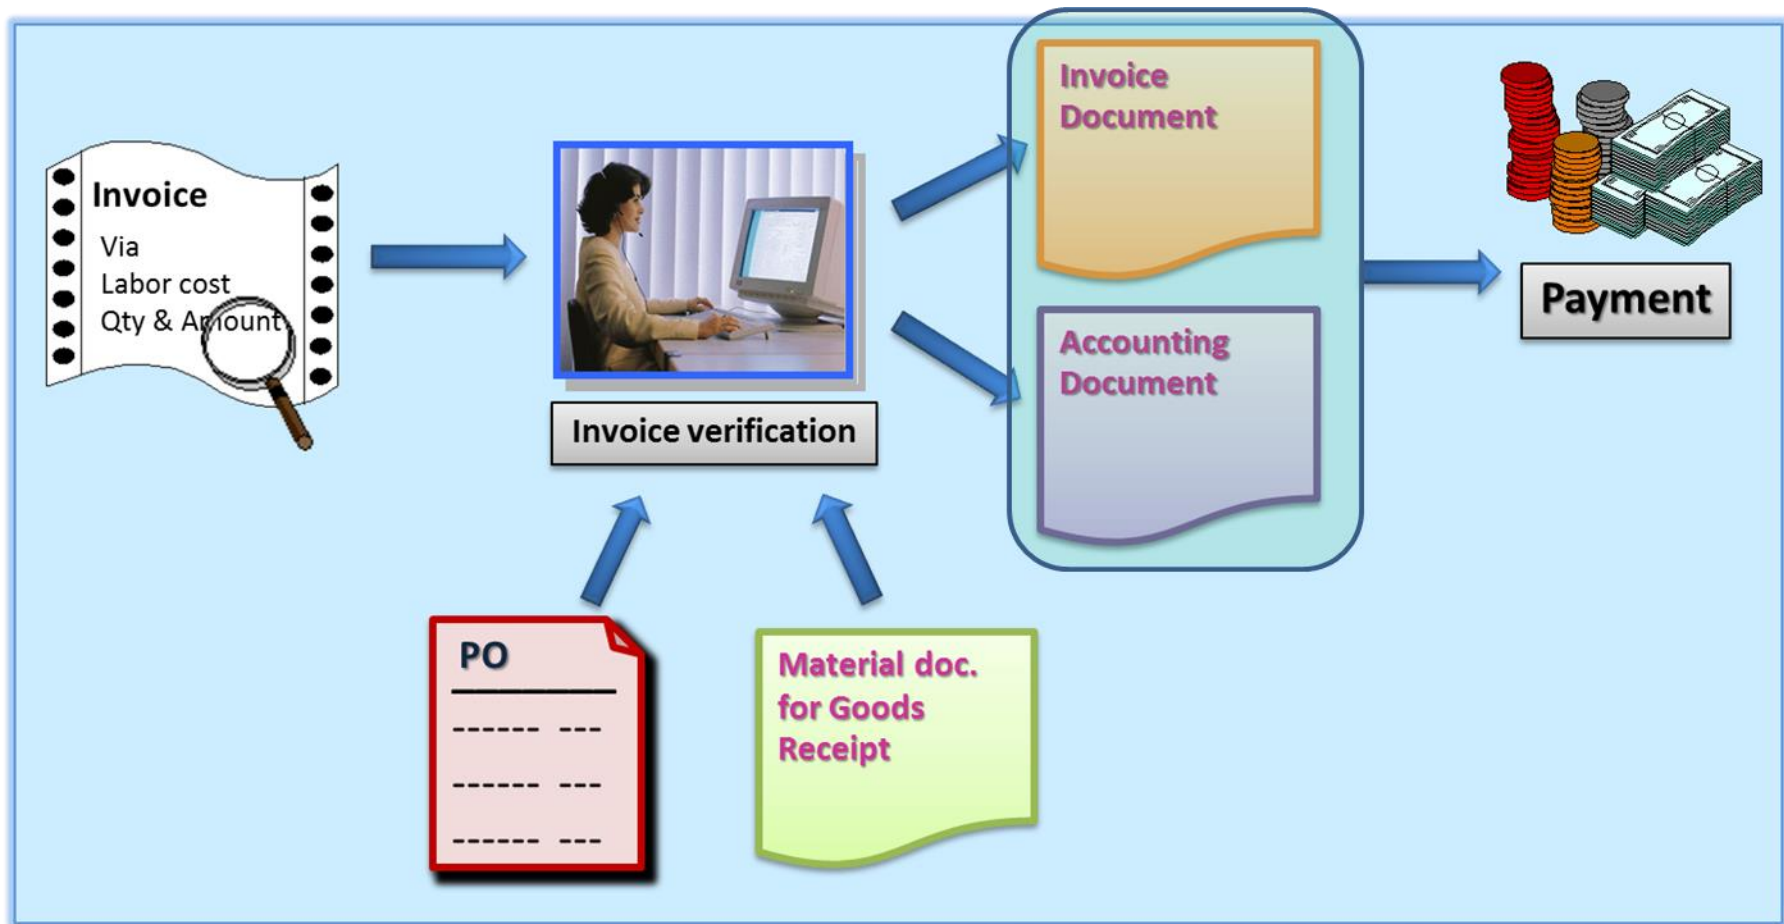 Invoice
Via
Labor cost
Qty & Amount
Invoice verification
Invoice
Document
Accounting
Document
Payment
PO
Material doc.
for Goods
Receipt